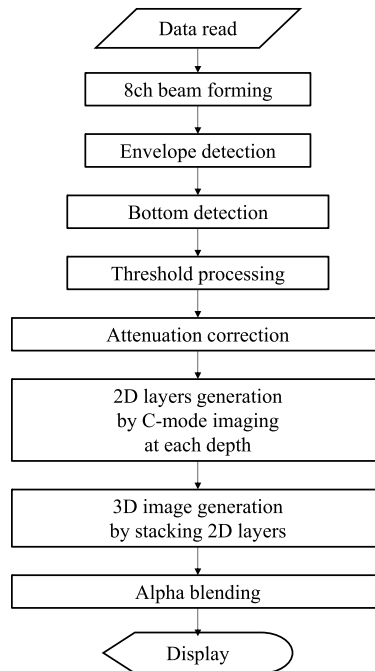 Data read
8ch beam forming
Envelope detection
Bottom detection
Threshold processing
Attenuation correction
2D layers generation
by C-mode imaging
at each depth
3D image generation
by stacking 2D layers
Alpha blending
Display